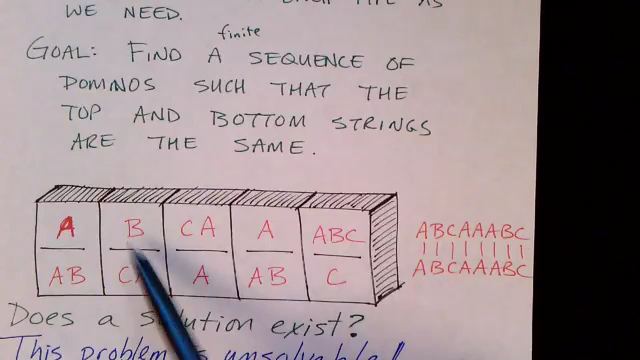 WE NEED.
GOAL: FIND A finite SEQUENCE OF
DOMINOS SUCH THAT THE
TOP AND BOTTOM STRINGS
ARE THE SAME.
A B CA A ABC
AB A AB C
ABCAAABC
ABCAAABC
Does a solution exist?
This problem is unsolvable!